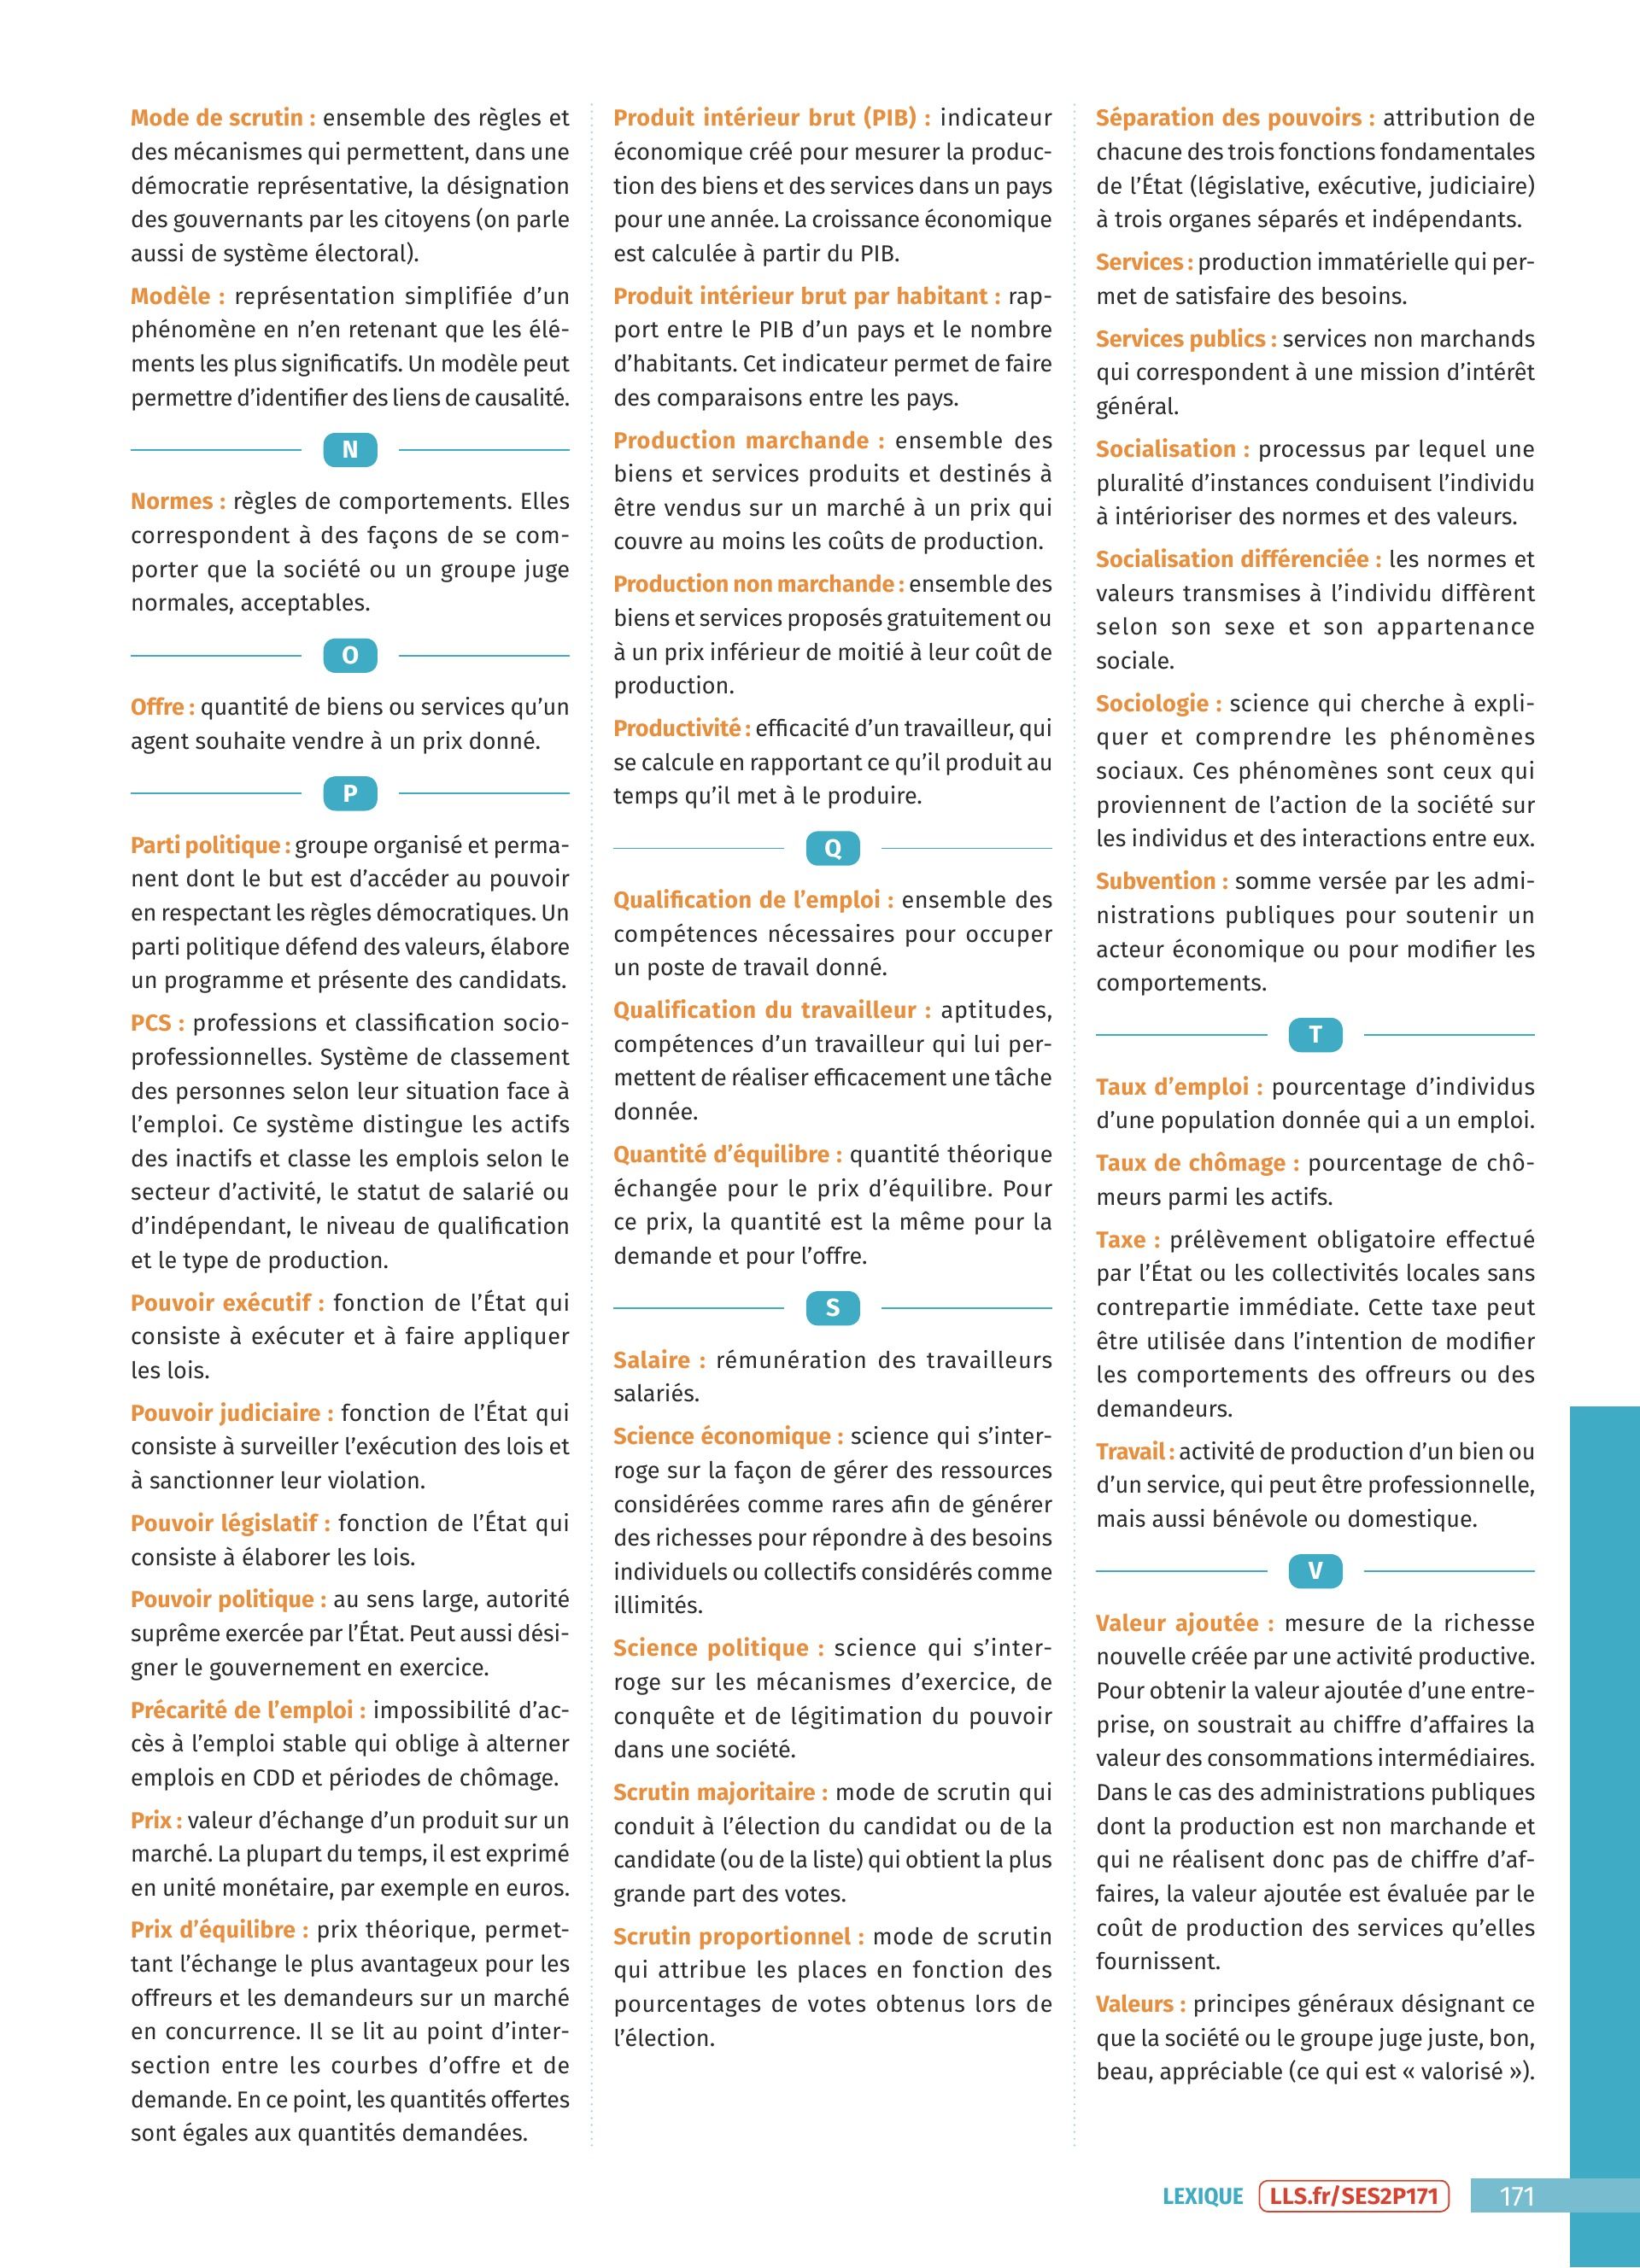 Mode de scrutin : ensemble des règles et
des mécanismes qui permettent, dans une
démocratie représentative, la désignation
des gouvernants par les citoyens (on parle
aussi de système électoral).
Modèle : représentation simplifiée d’un
phénomène en n’en retenant que les élé-
ments les plus significatifs. Un modèle peut
permettre d’identifier des liens de causalité.
N
Normes : règles de comportements. Elles
correspondent à des façons de se com-
porter que la société ou un groupe juge
normales, acceptables.
O
Offre : quantité de biens ou services qu’un
agent souhaite vendre à un prix donné.
P
Parti politique : groupe organisé et perma-
nent dont le but est d’accéder au pouvoir
en respectant les règles démocratiques. Un
parti politique défend des valeurs, élabore
un programme et présente des candidats.
PCS : professions et classification socio-
professionnelles. Système de classement
des personnes selon leur situation face à
l’emploi. Ce système distingue les actifs
des inactifs et classe les emplois selon le
secteur d’activité, le statut de salarié ou
d’indépendant, le niveau de qualification
et le type de production.
Pouvoir exécutif : fonction de l’État qui
consiste à exécuter et à faire appliquer
les lois.
Pouvoir judiciaire : fonction de l’État qui
consiste à surveiller l’exécution des lois et
à sanctionner leur violation.
Pouvoir législatif : fonction de l’État qui
consiste à élaborer les lois.
Pouvoir politique : au sens large, autorité
suprême exercée par l’État. Peut aussi dési-
gner le gouvernement en exercice.
Précarité de l’emploi : impossibilité d’ac-
cès à l’emploi stable qui oblige à alterner
emplois en CDD et périodes de chômage.
Prix : valeur d’échange d’un produit sur un
marché. La plupart du temps, il est exprimé
en unité monétaire, par exemple en euros.
Prix d’équilibre : prix théorique, permet-
tant l’échange le plus avantageux pour les
offreurs et les demandeurs sur un marché
en concurrence. Il se lit au point d’inter-
section entre les courbes d’offre et de
demande. En ce point, les quantités offertes
sont égales aux quantités demandées.
Produit intérieur brut (PIB) : indicateur
économique créé pour mesurer la produc-
tion des biens et des services dans un pays
pour une année. La croissance économique
est calculée à partir du PIB.
Produit intérieur brut par habitant : rap-
port entre le PIB d’un pays et le nombre
d’habitants. Cet indicateur permet de faire
des comparaisons entre les pays.
Production marchande : ensemble des
biens et services produits et destinés à
être vendus sur un marché à un prix qui
couvre au moins les coûts de production.
Production non marchande : ensemble des
biens et services proposés gratuitement ou
à un prix inférieur de moitié à leur coût de
production.
Productivité : efficacité d’un travailleur, qui
se calcule en rapportant ce qu’il produit au
temps qu’il met à le produire.
Q
Qualification de l’emploi : ensemble des
compétences nécessaires pour occuper
un poste de travail donné.
Qualification du travailleur : aptitudes,
compétences d’un travailleur qui lui per-
mettent de réaliser efficacement une tâche
donnée.
Quantité d’équilibre : quantité théorique
échangée pour le prix d’équilibre. Pour
ce prix, la quantité est la même pour la
demande et pour l’offre.
S
Salaire : rémunération des travailleurs
salariés.
Science économique : science qui s’inter-
roge sur la façon de gérer des ressources
considérées comme rares afin de générer
des richesses pour répondre à des besoins
individuels ou collectifs considérés comme
illimités.
Science politique : science qui s’inter-
roge sur les mécanismes d’exercice, de
conquête et de légitimation du pouvoir
dans une société.
Scrutin majoritaire : mode de scrutin qui
conduit à l’élection du candidat ou de la
candidate (ou de la liste) qui obtient la plus
grande part des votes.
Scrutin proportionnel : mode de scrutin
qui attribue les places en fonction des
pourcentages de votes obtenus lors de
l’élection.
Séparation des pouvoirs : attribution de
chacune des trois fonctions fondamentales
de l’État (législative, exécutive, judiciaire)
à trois organes séparés et indépendants.
Services : production immatérielle qui per-
met de satisfaire des besoins.
Services publics : services non marchands
qui correspondent à une mission d’intérêt
général.
Socialisation : processus par lequel une
pluralité d’instances conduisent l’individu
à intérioriser des normes et des valeurs.
Socialisation différenciée : les normes et
valeurs transmises à l’individu diffèrent
selon son sexe et son appartenance
sociale.
Sociologie : science qui cherche à expli-
quer et comprendre les phénomènes
sociaux. Ces phénomènes sont ceux qui
proviennent de l’action de la société sur
les individus et des interactions entre eux.
Subvention : somme versée par les admi-
nistrations publiques pour soutenir un
acteur économique ou pour modifier les
comportements.
T
Taux d’emploi : pourcentage d’individus
d’une population donnée qui a un emploi.
Taux de chômage : pourcentage de chô-
meurs parmi les actifs.
Taxe : prélèvement obligatoire effectué
par l’État ou les collectivités locales sans
contrepartie immédiate. Cette taxe peut
être utilisée dans l’intention de modifier
les comportements des offreurs ou des
demandeurs.
Travail : activité de production d’un bien ou
d’un service, qui peut être professionnelle,
mais aussi bénévole ou domestique.
V
Valeur ajoutée : mesure de la richesse
nouvelle créée par une activité productive.
Pour obtenir la valeur ajoutée d’une entre-
prise, on soustrait au chiffre d’affaires la
valeur des consommations intermédiaires.
Dans le cas des administrations publiques
dont la production est non marchande et
qui ne réalisent donc pas de chiffre d’af-
faires, la valeur ajoutée est évaluée par le
coût de production des services qu’elles
fournissent.
Valeurs : principes généraux désignant ce
que la société ou le groupe juge juste, bon,
beau, appréciable (ce qui est « valorisé »).
LEXIQUE LLS.fr/SES2P171 171